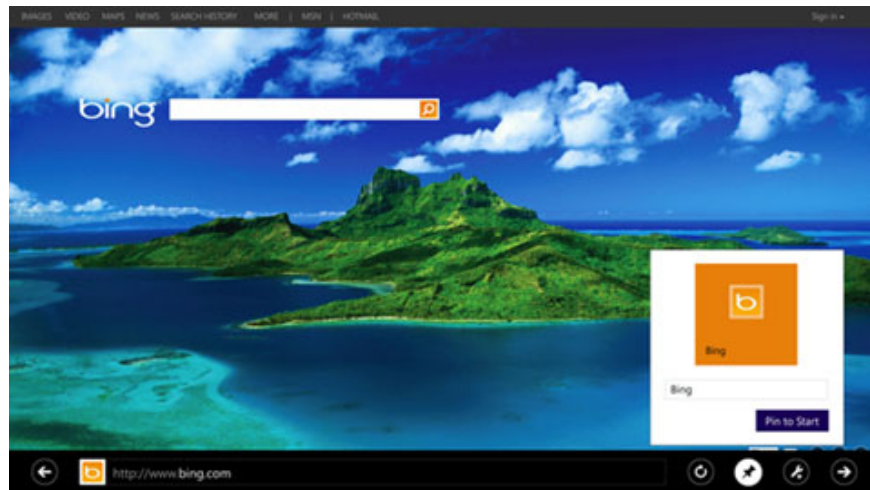 IMAGES VIDEO MAPS NEWS SEARCH HISTORY MORE | MSN | HOTMAIL
Sign in
bing
b
Bing
Bing
Pin to Start
b
http://www.bing.com